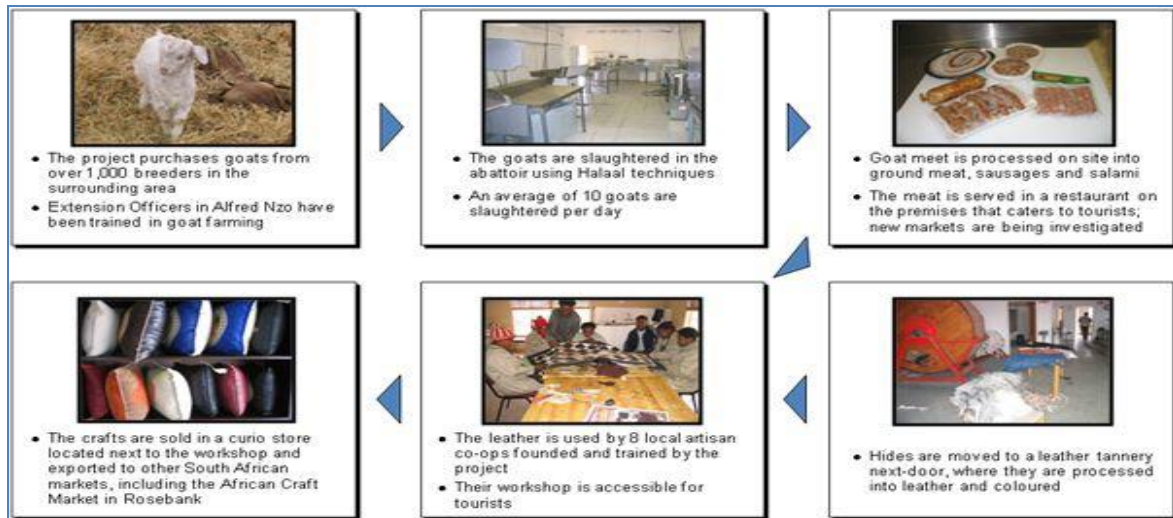 • The project purchases goats from
over 1,000 breeders in the
surrounding area
• Extension Officers in Alfred Nzo have
been trained in goat farming
• The goats are slaughtered in the
abattoir using Halaal techniques
• An average of 10 goats are
slaughtered per day
• Goat meet is processed on site into
ground meat, sausages and salami
• The meat is served in a restaurant on
the premises that caters to tourists;
new markets are being investigated
• Hides are moved to a leather tannery
next-door, where they are processed
into leather and coloured
• The leather is used by 8 local artisan
co-ops founded and trained by the
project
• Their workshop is accessible for
tourists
• The crafts are sold in a curio store
located next to the workshop and
exported to other South African
markets, including the African Craft
Market in Rosebank